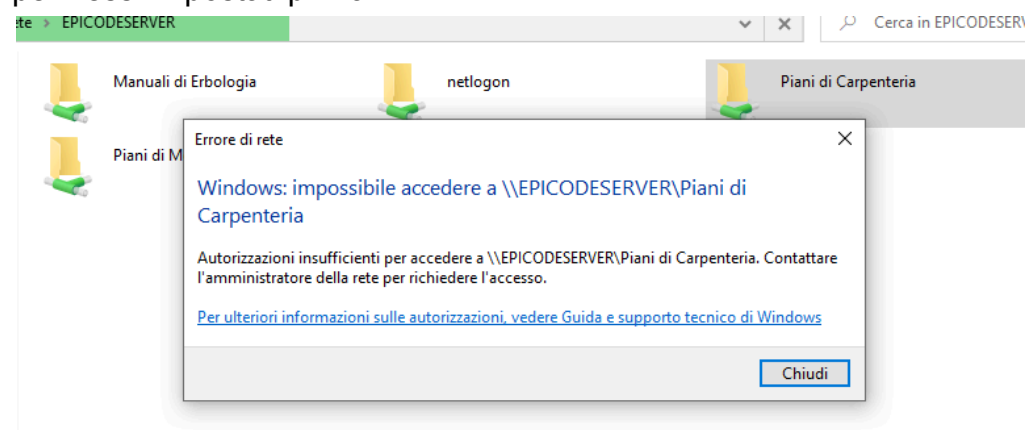 ete > EPICODESERVER
Cerca in EPICODESER
Manuali di Erbologia
netlogon
Piani di Carpenteria
Piani di M
Errore di rete
Windows: impossibile accedere a \\EPICODESERVER\Piani di
Carpenteria
Autorizzazioni insufficienti per accedere a \\EPICODESERVER\Piani di Carpenteria. Contattare
l'amministratore della rete per richiedere l'accesso.
Per ulteriori informazioni sulle autorizzazioni, vedere Guida e supporto tecnico di Windows
Chiudi